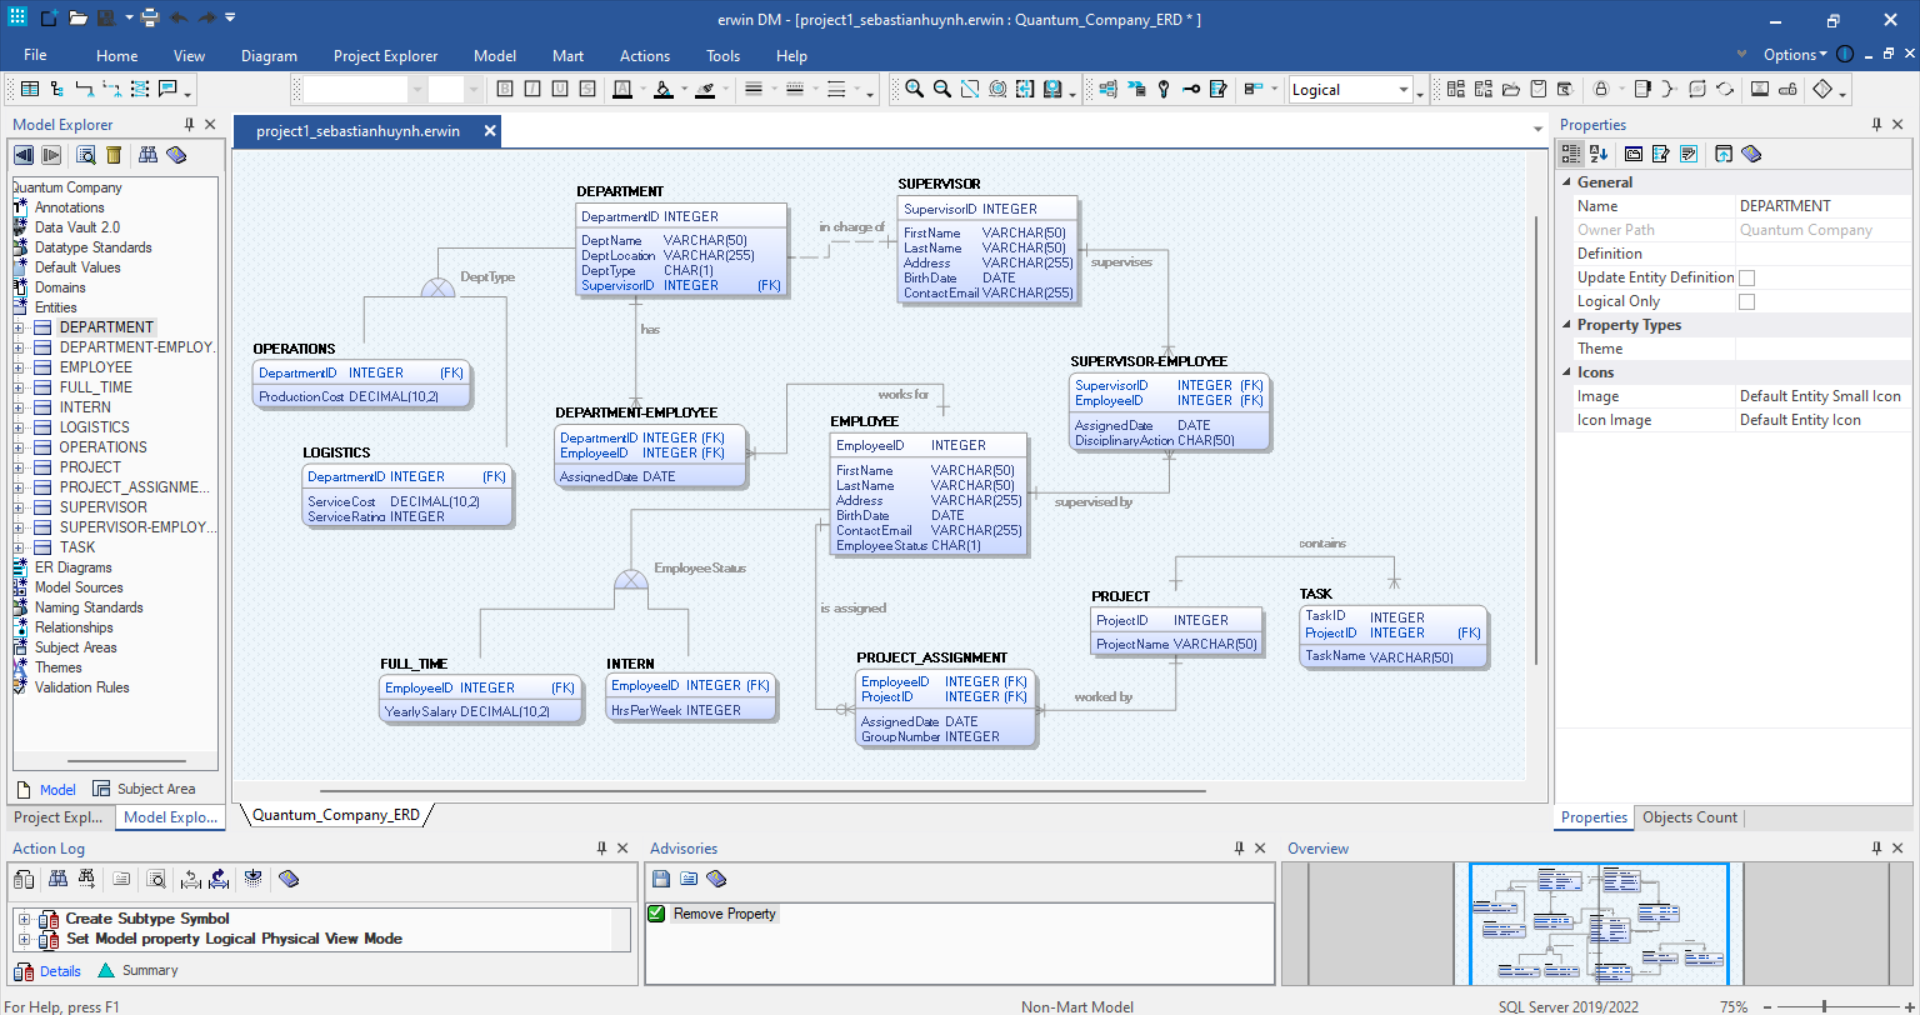 erwin DM - [project1_sebastianhuynh.erwin : Quantum_Company_ERD * ]
File Home View Diagram Project Explorer Model Mart Actions Tools Help Options
Logical
Model Explorer
Quantum Company
Annotations
Data Vault 2.0
Datatype Standards
Default Values
Domains
Entities
DEPARTMENT
DEPARTMENT-EMPLOY.
EMPLOYEE
FULL_TIME
INTERN
LOGISTICS
OPERATIONS
PROJECT
PROJECT_ASSIGNME...
SUPERVISOR
SUPERVISOR-EMPLOY...
TASK
ER Diagrams
Model Sources
Naming Standards
Relationships
Subject Areas
Themes
Validation Rules
Model Subject Area
Project Expl... Model Explo...
project1_sebastianhuynh.erwin
DEPARTMENT
DepartmentID INTEGER
DeptName VARCHAR(50)
DeptLocation VARCHAR(255)
DeptType CHAR(1)
SupervisorID INTEGER (FK)
in charge of
SUPERVISOR
SupervisorID INTEGER
FirstName VARCHAR(50)
LastName VARCHAR(50)
Address VARCHAR(255)
BirthDate DATE
ContactEmail VARCHAR(255)
supervises
DeptType
has
OPERATIONS
DepartmentID INTEGER (FK)
ProductionCost DECIMAL(10,2)
LOGISTICS
DepartmentID INTEGER (FK)
ServiceCost DECIMAL(10,2)
ServiceRating INTEGER
DEPARTMENT-EMPLOYEE
DepartmentID INTEGER (FK)
EmployeeID INTEGER (FK)
AssignedDate DATE
works for
EMPLOYEE
EmployeeID INTEGER
FirstName VARCHAR(50)
LastName VARCHAR(50)
Address VARCHAR(255)
BirthDate DATE
ContactEmail VARCHAR(255)
EmployeeStatus CHAR(1)
SUPERVISOR-EMPLOYEE
SupervisorID INTEGER (FK)
EmployeeID INTEGER (FK)
AssignedDate DATE
DisciplinaryAction CHAR(50)
supervised by
EmployeeStatus
is assigned
contains
FULL_TIME
EmployeeID INTEGER (FK)
YearlySalary DECIMAL(10,2)
INTERN
EmployeeID INTEGER (FK)
HrsPerWeek INTEGER
PROJECT_ASSIGNMENT
EmployeeID INTEGER (FK)
ProjectID INTEGER (FK)
AssignedDate DATE
GroupNumber INTEGER
worked by
PROJECT
ProjectID INTEGER
ProjectName VARCHAR(50)
TASK
TaskID INTEGER
ProjectID INTEGER (FK)
TaskName VARCHAR(50)
Quantum_Company_ERD
Properties
General
Name DEPARTMENT
Owner Path Quantum Company
Definition
Update Entity Definition
Logical Only
Property Types
Theme
Icons
Image Default Entity Small Icon
Icon Image Default Entity Icon
Properties Objects Count
Action Log
Create Subtype Symbol
Set Model property Logical Physical View Mode
Details Summary
Advisories
Remove Property
Overview
For Help, press F1
Non-Mart Model
SQL Server 2019/2022
75%